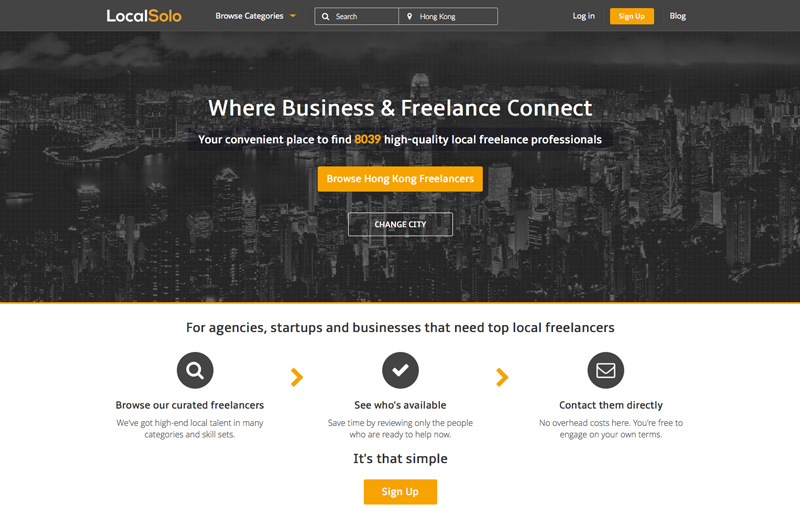 LocalSolo
Browse Categories
Search
Hong Kong
Log in
Sign Up
Blog
Where Business & Freelance Connect
Your convenient place to find 8039 high-quality local freelance professionals
Browse Hong Kong Freelancers
CHANGE CITY
For agencies, startups and businesses that need top local freelancers
Browse our curated freelancers
We've got high-end local talent in many
categories and skill sets.
See who's available
Save time by reviewing only the people
who are ready to help now.
Contact them directly
No overhead costs here. You're free to
engage on your own terms.
It's that simple
Sign Up